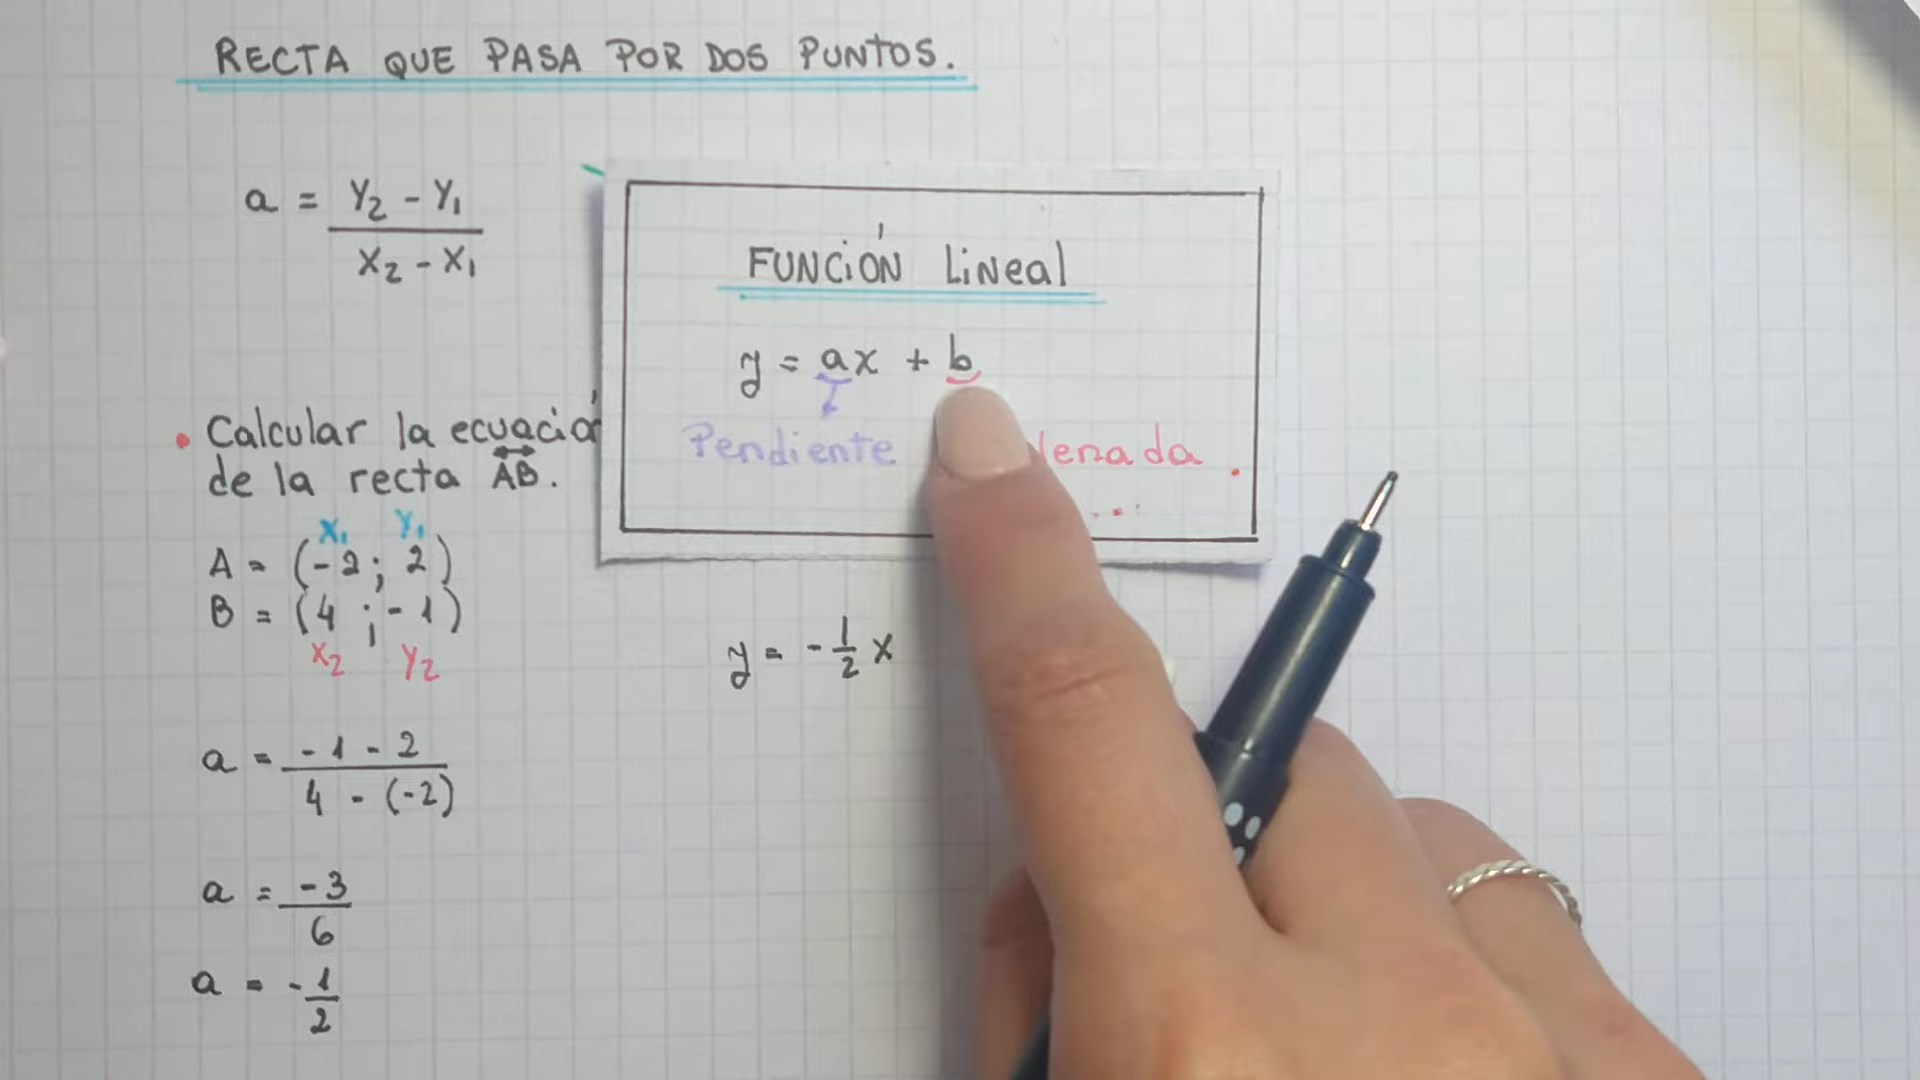 RECTA QUE PASA POR DOS PUNTOS.
a = Y₂ - Y₁
X₂ - X₁
FUNCIÓN Lineal
y = ax + b
Pendiente
• Calcular la
de la recta AB.
X₁ Y₁
A = (-2; 2)
B = (4 ; -1)
X₂ Y₂
a = -1 - 2
4 - (-2)
a = -3
6
a = -1
2
y = -1/2 x